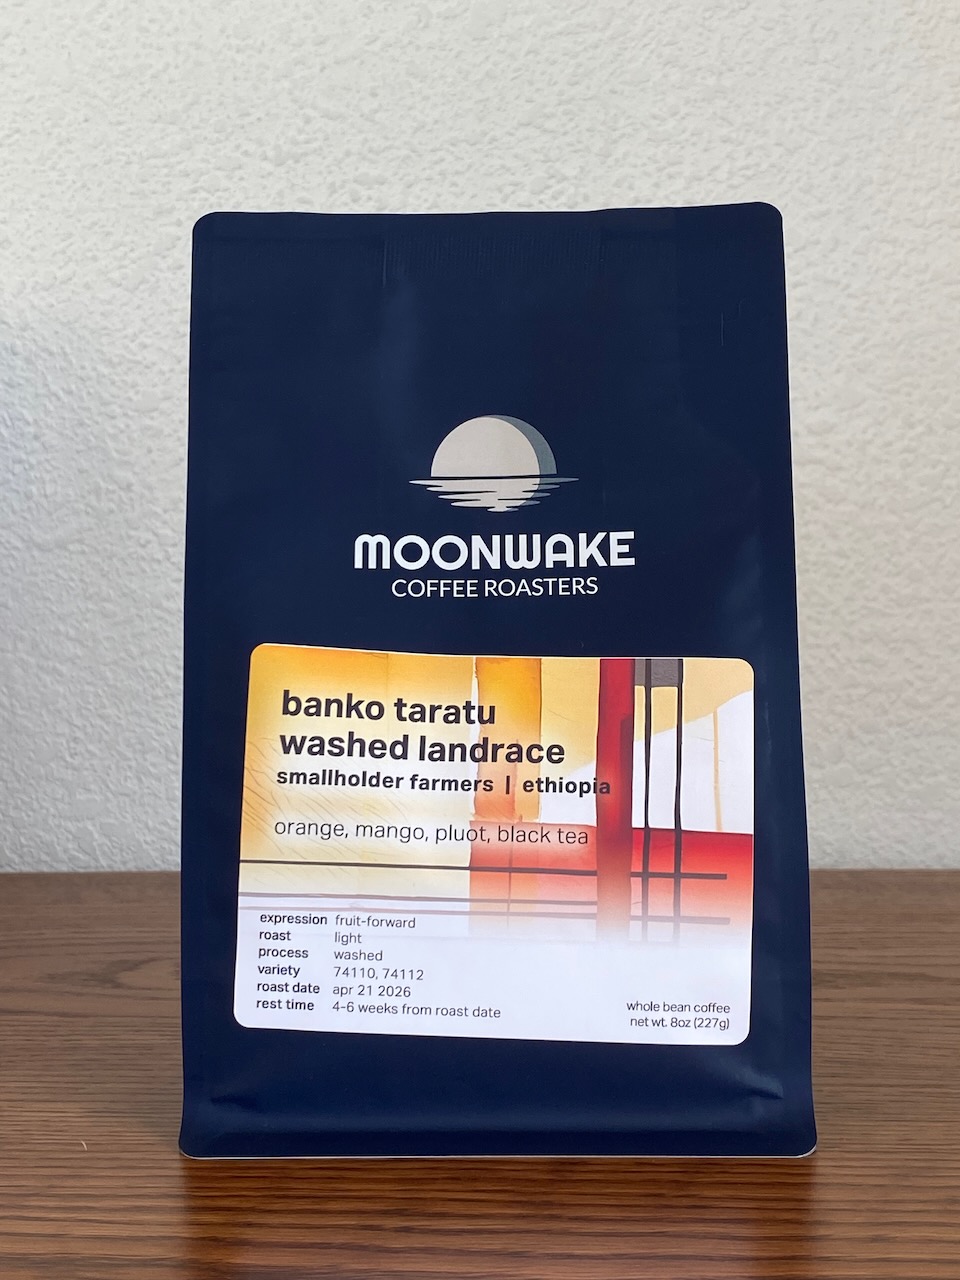 MOONWAKE
COFFEE ROASTERS
banko taratu
washed landrace
smallholder farmers | ethiopia
orange, mango, pluot, black tea
expression fruit-forward
roast light
process washed
variety 74110, 74112
roast date apr 21 2026
rest time 4-6 weeks from roast date
whole bean coffee
net wt. 8oz (227g)